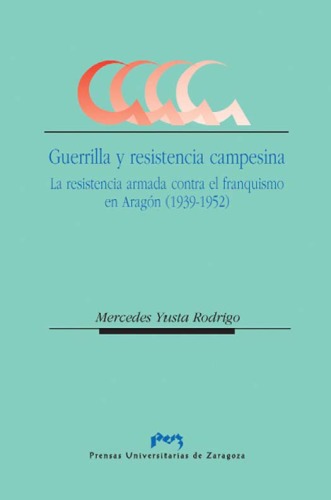 Guerrilla y resistencia campesina
La resistencia armada contra el franquismo
en Aragón (1939-1952)
Mercedes Yusta Rodrigo
puz
Prensas Universitarias de Zaragoza